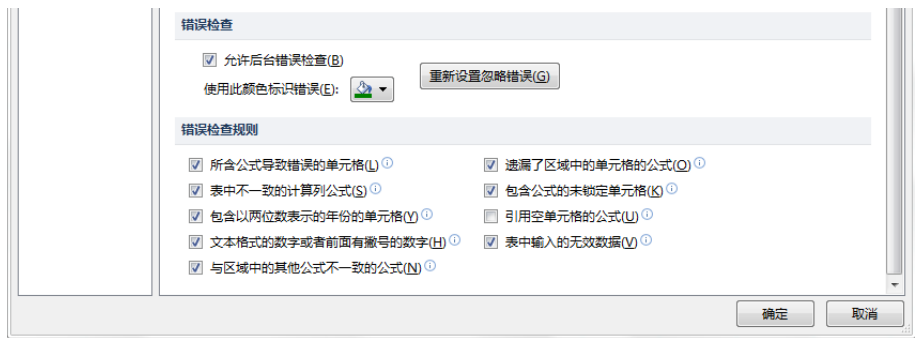 错误检查
允许后台错误检查(B)
使用此颜色标识错误(E):
重新设置忽略错误(G)
错误检查规则
所含公式导致错误的单元格(L)
表中不一致的计算列公式(S)
包含以两位数表示的年份的单元格(Y)
文本格式的数字或者前面有撇号的数字(H)
与区域中的其他公式不一致的公式(N)
遗漏了区域中的单元格的公式(O)
包含公式的未锁定单元格(K)
引用空单元格的公式(U)
表中输入的无效数据(V)
确定
取消